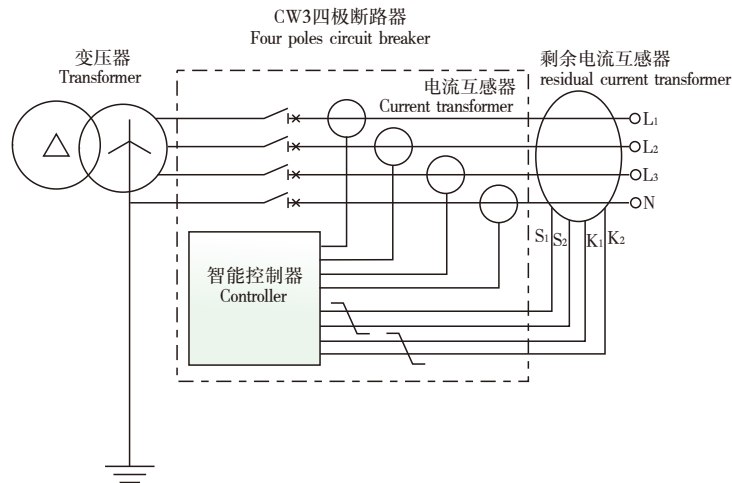 CW3四极断路器
Four poles circuit breaker
变压器
Transformer
剩余电流互感器
residual current transformer
电流互感器
Current transformer
L1
L2
L3
N
S1
S2
K1
K2
智能控制器
Controller